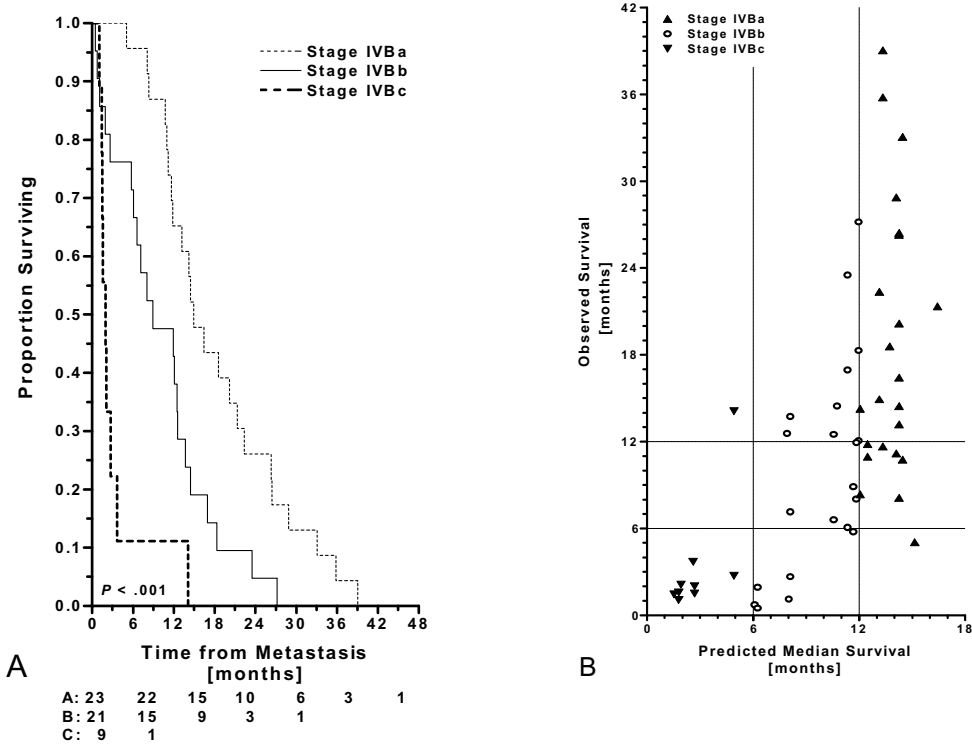 1.0
0.9
0.8
0.7
0.6
0.5
0.4
0.3
0.2
0.1
0.0
Proportion Surviving
Stage IVBa
Stage IVBb
Stage IVBc
P < .001
0 6 12 18 24 30 36 42 48
Time from Metastasis
[months]
A
A: 23 22 15 10 6 3 1
B: 21 15 9 3 1
C: 9 1
42
36
30
24
18
12
6
0
Observed Survival
[months]
Stage IVBa
Stage IVBb
Stage IVBc
0 6 12 18
Predicted Median Survival
[months]
B